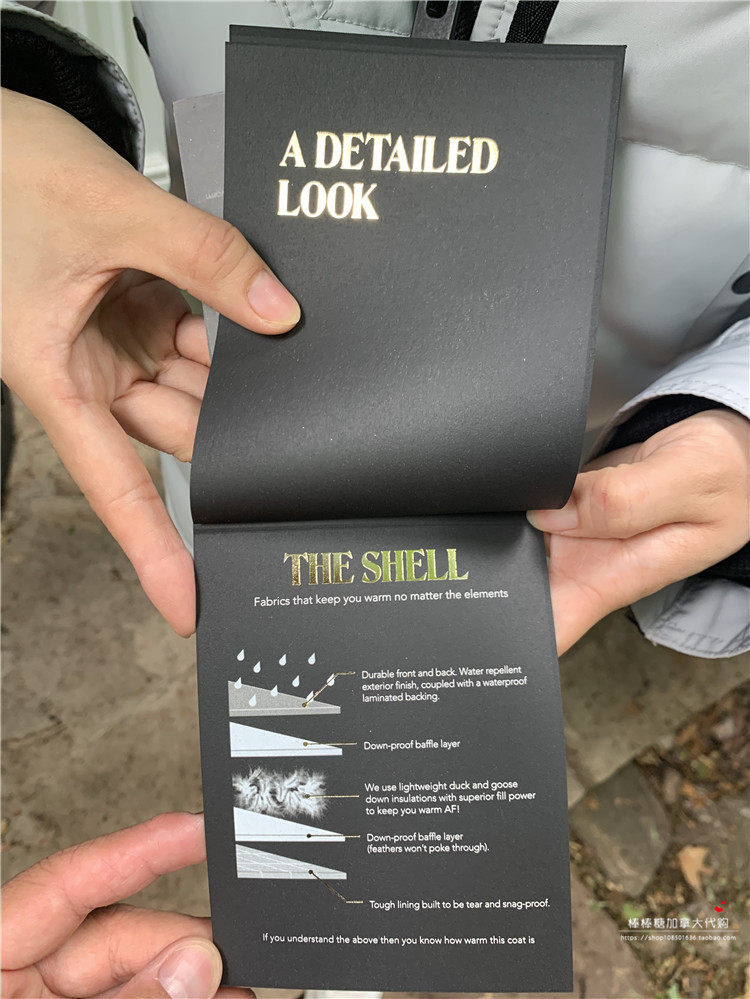 A DETAILED
LOOK
THE SHELL
Fabrics that keep you warm no matter the elements
Durable front and back. Water repellent
exterior finish, coupled with a waterproof
laminated backing.
Down-proof baffle layer
We use lightweight duck and goose
down insulations with superior fill power
to keep you warm AF!
Down-proof baffle layer
(feathers won't poke through).
Tough lining built to be tear and snag-proof.
If you understand the above then you know how warm this coat is
棒棒糖加拿大代购
https://shop108501636.taobao.com